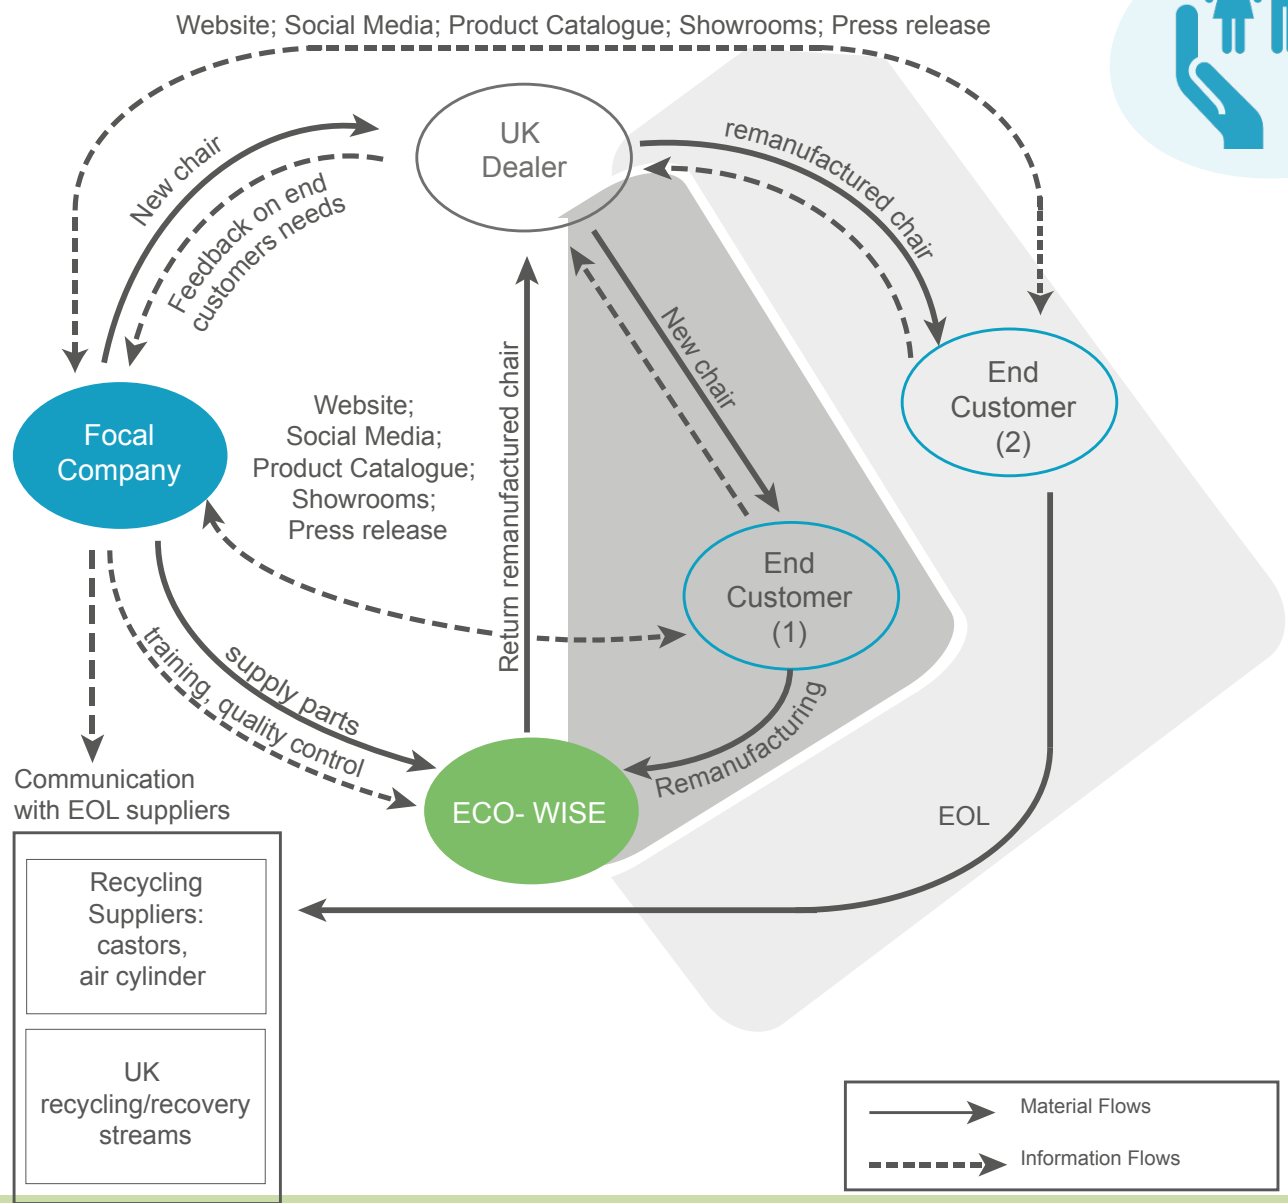 Website; Social Media; Product Catalogue; Showrooms; Press release
UK
Dealer
New chair
Feedback on end
customers needs
remanufactured chair
New chair
End
Customer
(2)
Focal
Company
Website;
Social Media;
Product Catalogue;
Showrooms;
Press release
Return remanufactured chair
End
Customer
(1)
supply parts
training, quality control
Remanufacturing
ECO- WISE
EOL
Communication
with EOL suppliers
Recycling
Suppliers:
castors,
air cylinder
UK
recycling/recovery
streams
Material Flows
Information Flows